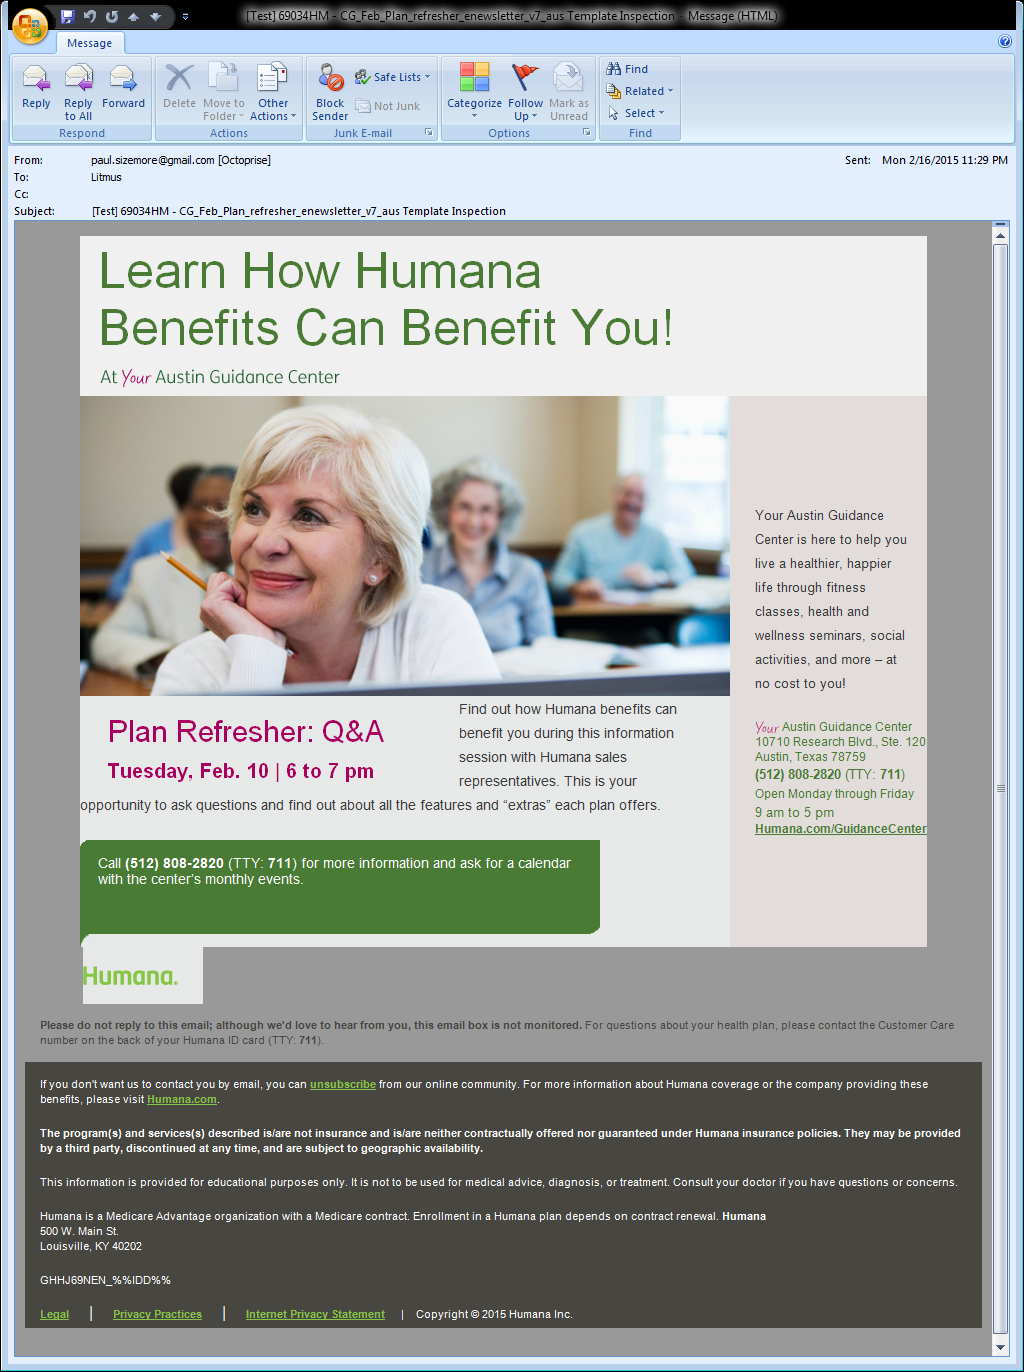 [Test] 69034HM - CG_Feb_Plan_refresher_enewsletter_v7_aus Template Inspection - Message (HTML)
Message
Reply
Reply to All
Forward
Respond
Delete
Move to Folder
Other Actions
Actions
Block Sender
Safe Lists
Not Junk
Junk E-mail
Categorize
Follow Up
Mark as Unread
Options
Find
Related
Select
Find
From: paul.sizemore@gmail.com [Octoprise]
Sent: Mon 2/16/2015 11:29 PM
To: Litmus
Cc:
Subject: [Test] 69034HM - CG_Feb_Plan_refresher_enewsletter_v7_aus Template Inspection
Learn How Humana
Benefits Can Benefit You!
At Your Austin Guidance Center
Your Austin Guidance
Center is here to help you
live a healthier, happier
life through fitness
classes, health and
wellness seminars, social
activities, and more – at
no cost to you!
Your Austin Guidance Center
10710 Research Blvd., Ste. 120
Austin, Texas 78759
(512) 808-2820 (TTY: 711)
Open Monday through Friday
9 am to 5 pm
Humana.com/GuidanceCenter
Plan Refresher: Q&A
Tuesday, Feb. 10 | 6 to 7 pm
Find out how Humana benefits can
benefit you during this information
session with Humana sales
representatives. This is your
opportunity to ask questions and find out about all the features and “extras” each plan offers.
Call (512) 808-2820 (TTY: 711) for more information and ask for a calendar
with the center’s monthly events.
Humana.
Please do not reply to this email; although we'd love to hear from you, this email box is not monitored. For questions about your health plan, please contact the Customer Care
number on the back of your Humana ID card (TTY: 711).
If you don't want us to contact you by email, you can unsubscribe from our online community. For more information about Humana coverage or the company providing these
benefits, please visit Humana.com.
The program(s) and services(s) described is/are not insurance and is/are neither contractually offered nor guaranteed under Humana insurance policies. They may be provided
by a third party, discontinued at any time, and are subject to geographic availability.
This information is provided for educational purposes only. It is not to be used for medical advice, diagnosis, or treatment. Consult your doctor if you have questions or concerns.
Humana is a Medicare Advantage organization with a Medicare contract. Enrollment in a Humana plan depends on contract renewal. Humana
500 W. Main St.
Louisville, KY 40202
GHHJ69NEN_%%IDD%%
Legal | Privacy Practices | Internet Privacy Statement | Copyright © 2015 Humana Inc.